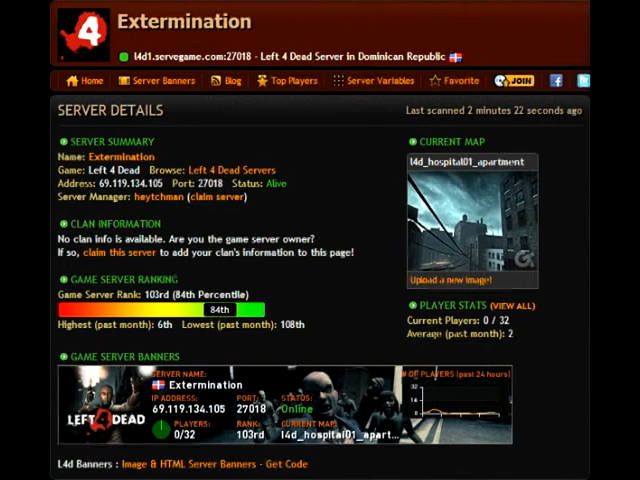 4
Extermination
l4d1.servegame.com:27018 - Left 4 Dead Server in Dominican Republic
Home Server Banners Blog Top Players Server Variables Favorite JOIN
SERVER DETAILS
Last scanned 2 minutes 22 seconds ago
SERVER SUMMARY
Name: Extermination
Game: Left 4 Dead Browse: Left 4 Dead Servers
Address: 69.119.134.105 Port: 27018 Status: Alive
Server Manager: heytchman (claim server)
CURRENT MAP
l4d_hospital01_apartment
Upload a new image!
CLAN INFORMATION
No clan info is available. Are you the game server owner?
If so, claim this server to add your clan's information to this page!
GAME SERVER RANKING
Game Server Rank: 103rd (84th Percentile)
84th
Highest (past month): 6th Lowest (past month): 108th
PLAYER STATS (VIEW ALL)
Current Players: 0 / 32
Average (past month): 2
GAME SERVER BANNERS
LEFT 4 DEAD
SERVER NAME:
Extermination
IP ADDRESS: PORT: STATUS:
69.119.134.105 27018 Online
PLAYERS: RANK: CURRENT MAP:
0/32 103rd l4d_hospital01_apart...
# OF PLAYERS (past 24 hours)
32
16
8
L4d Banners : Image & HTML Server Banners - Get Code